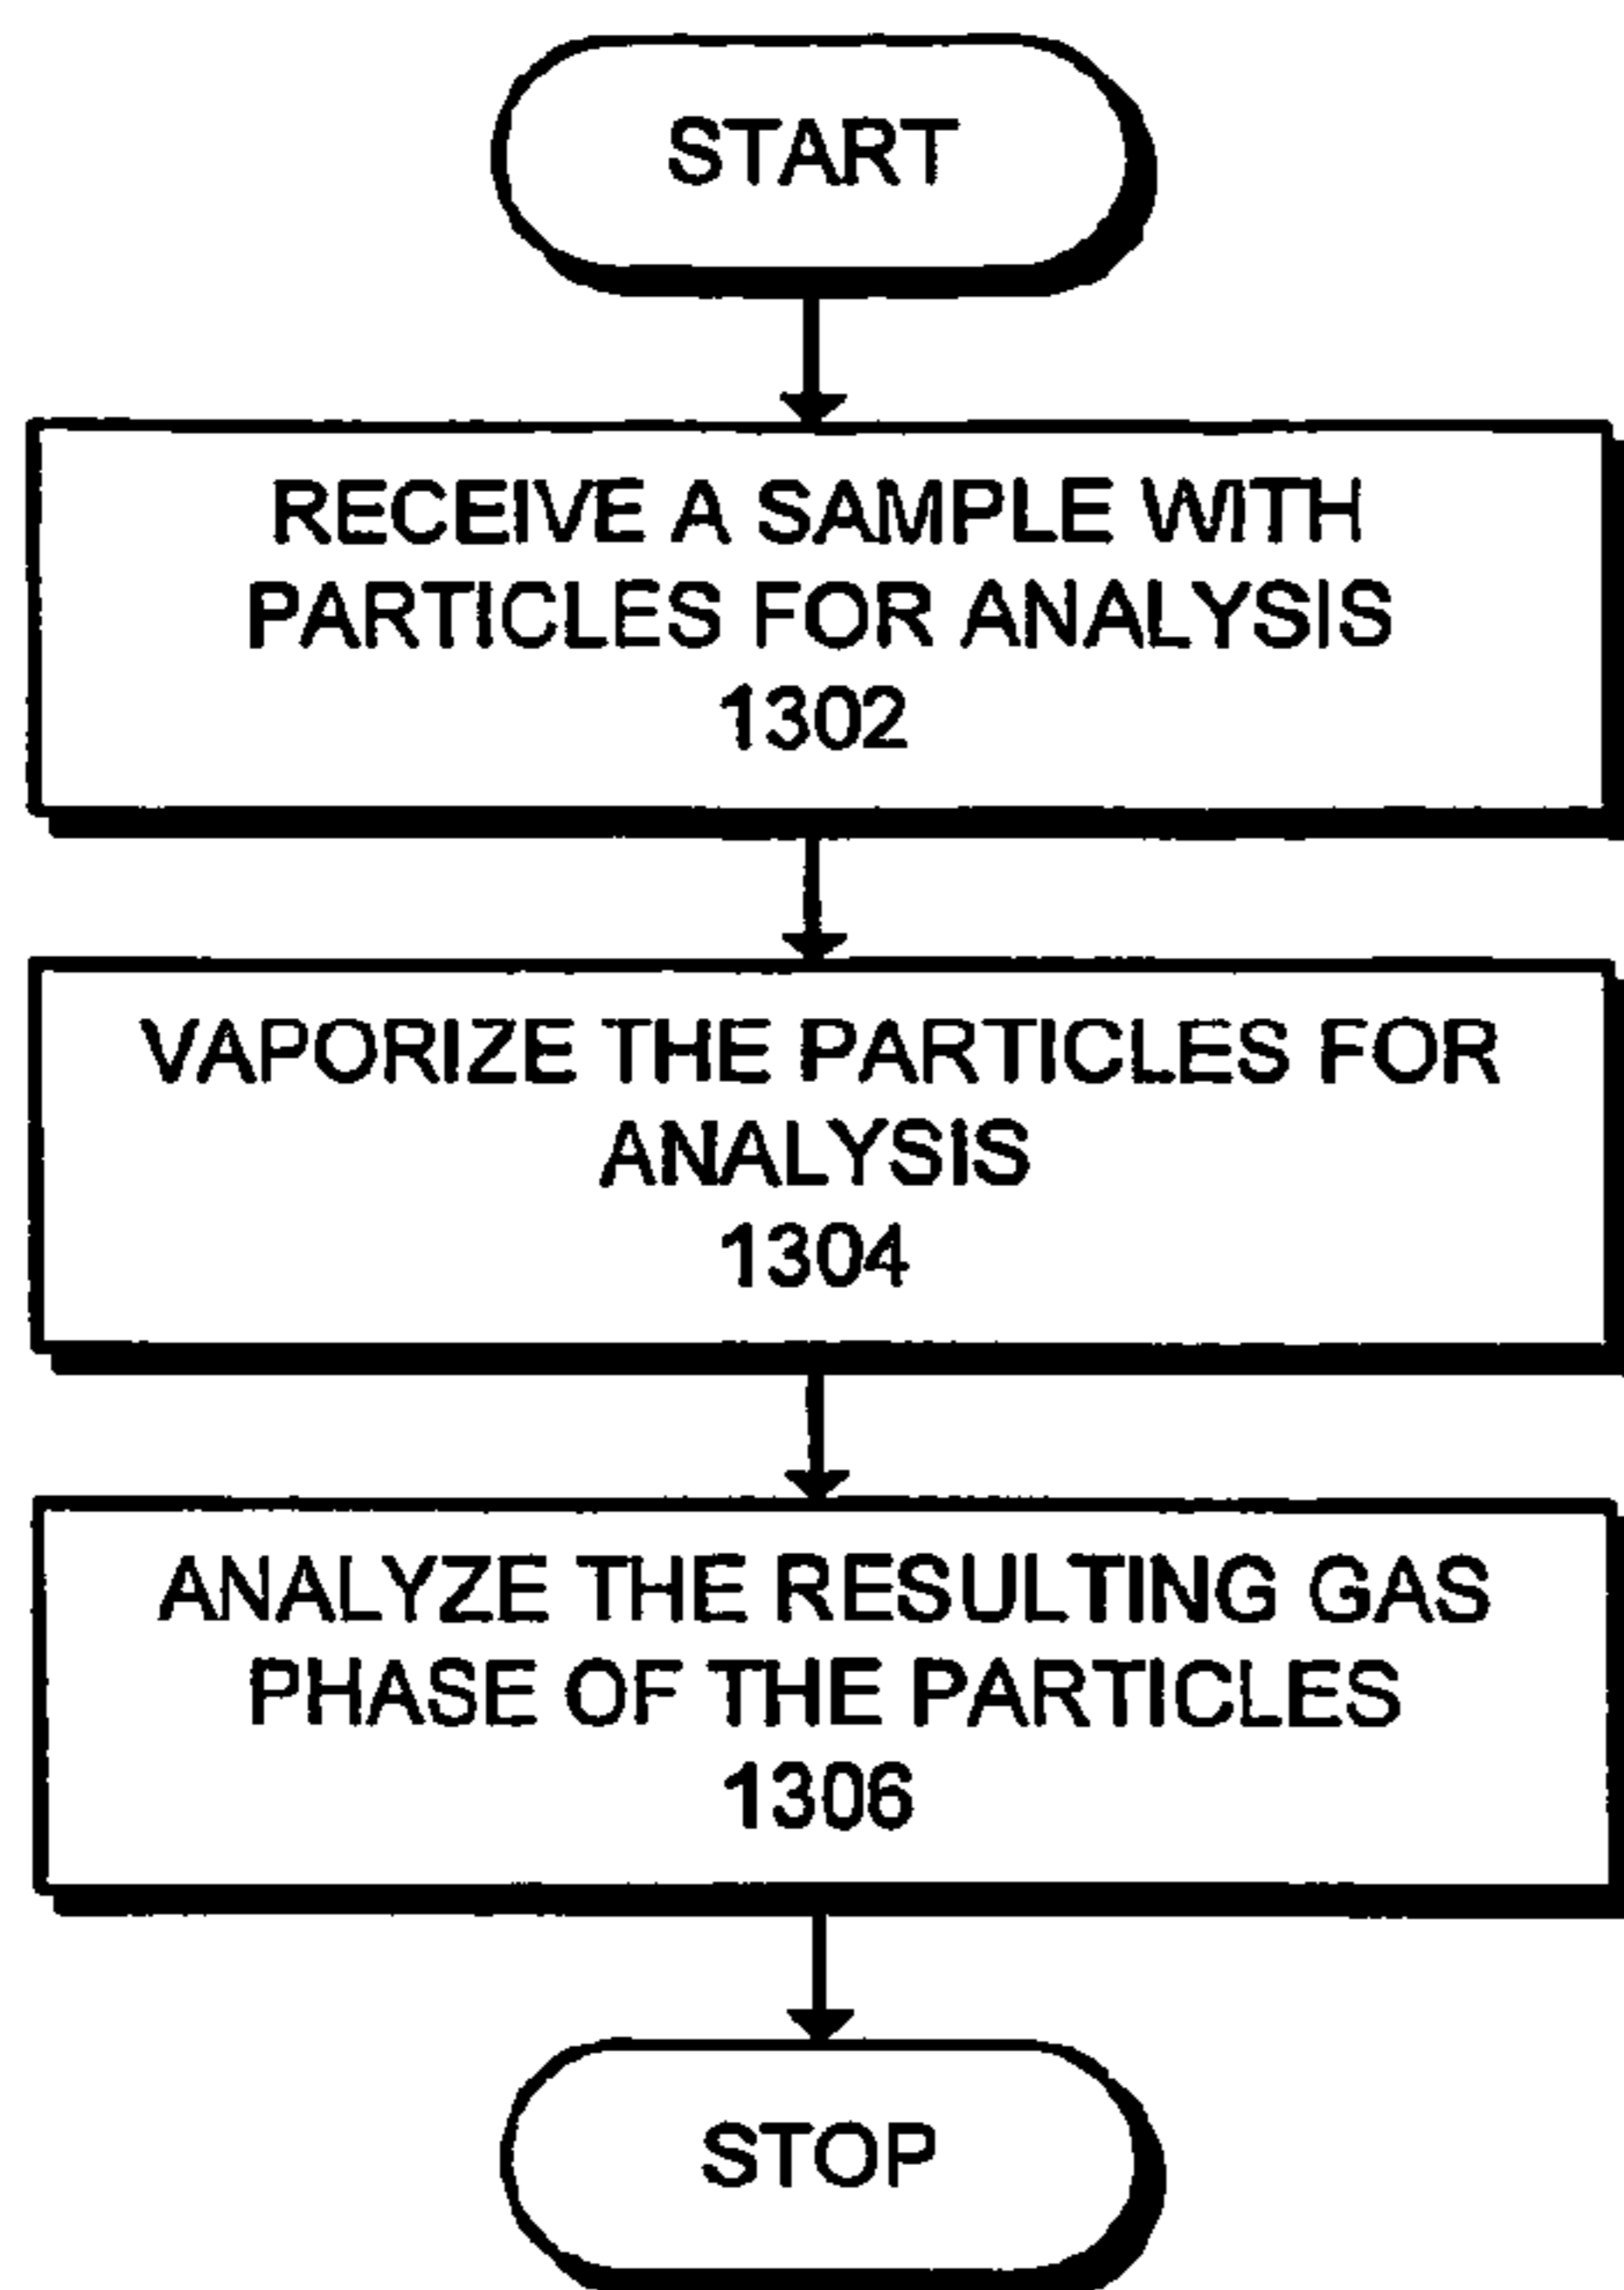 START
RECEIVE A SAMPLE WITH
PARTICLES FOR ANALYSIS
1302
VAPORIZE THE PARTICLES FOR
ANALYSIS
1304
ANALYZE THE RESULTING GAS
PHASE OF THE PARTICLES
1306
STOP